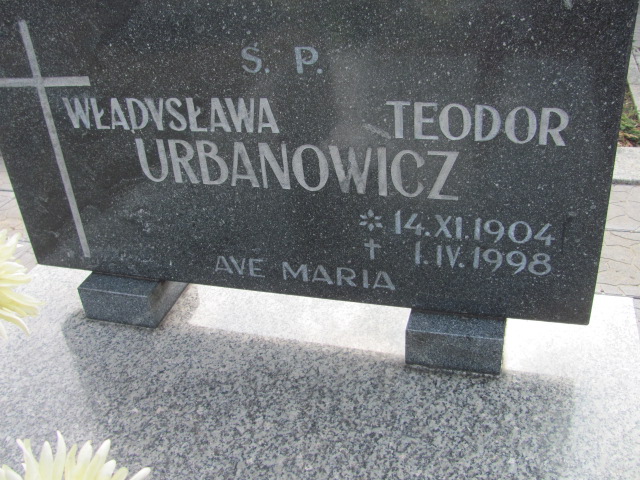 Ś. P.
WŁADYSŁAWA TEODOR
URBANOWICZ
* 14.XI.1904
† 1.IV.1998
AVE MARIA